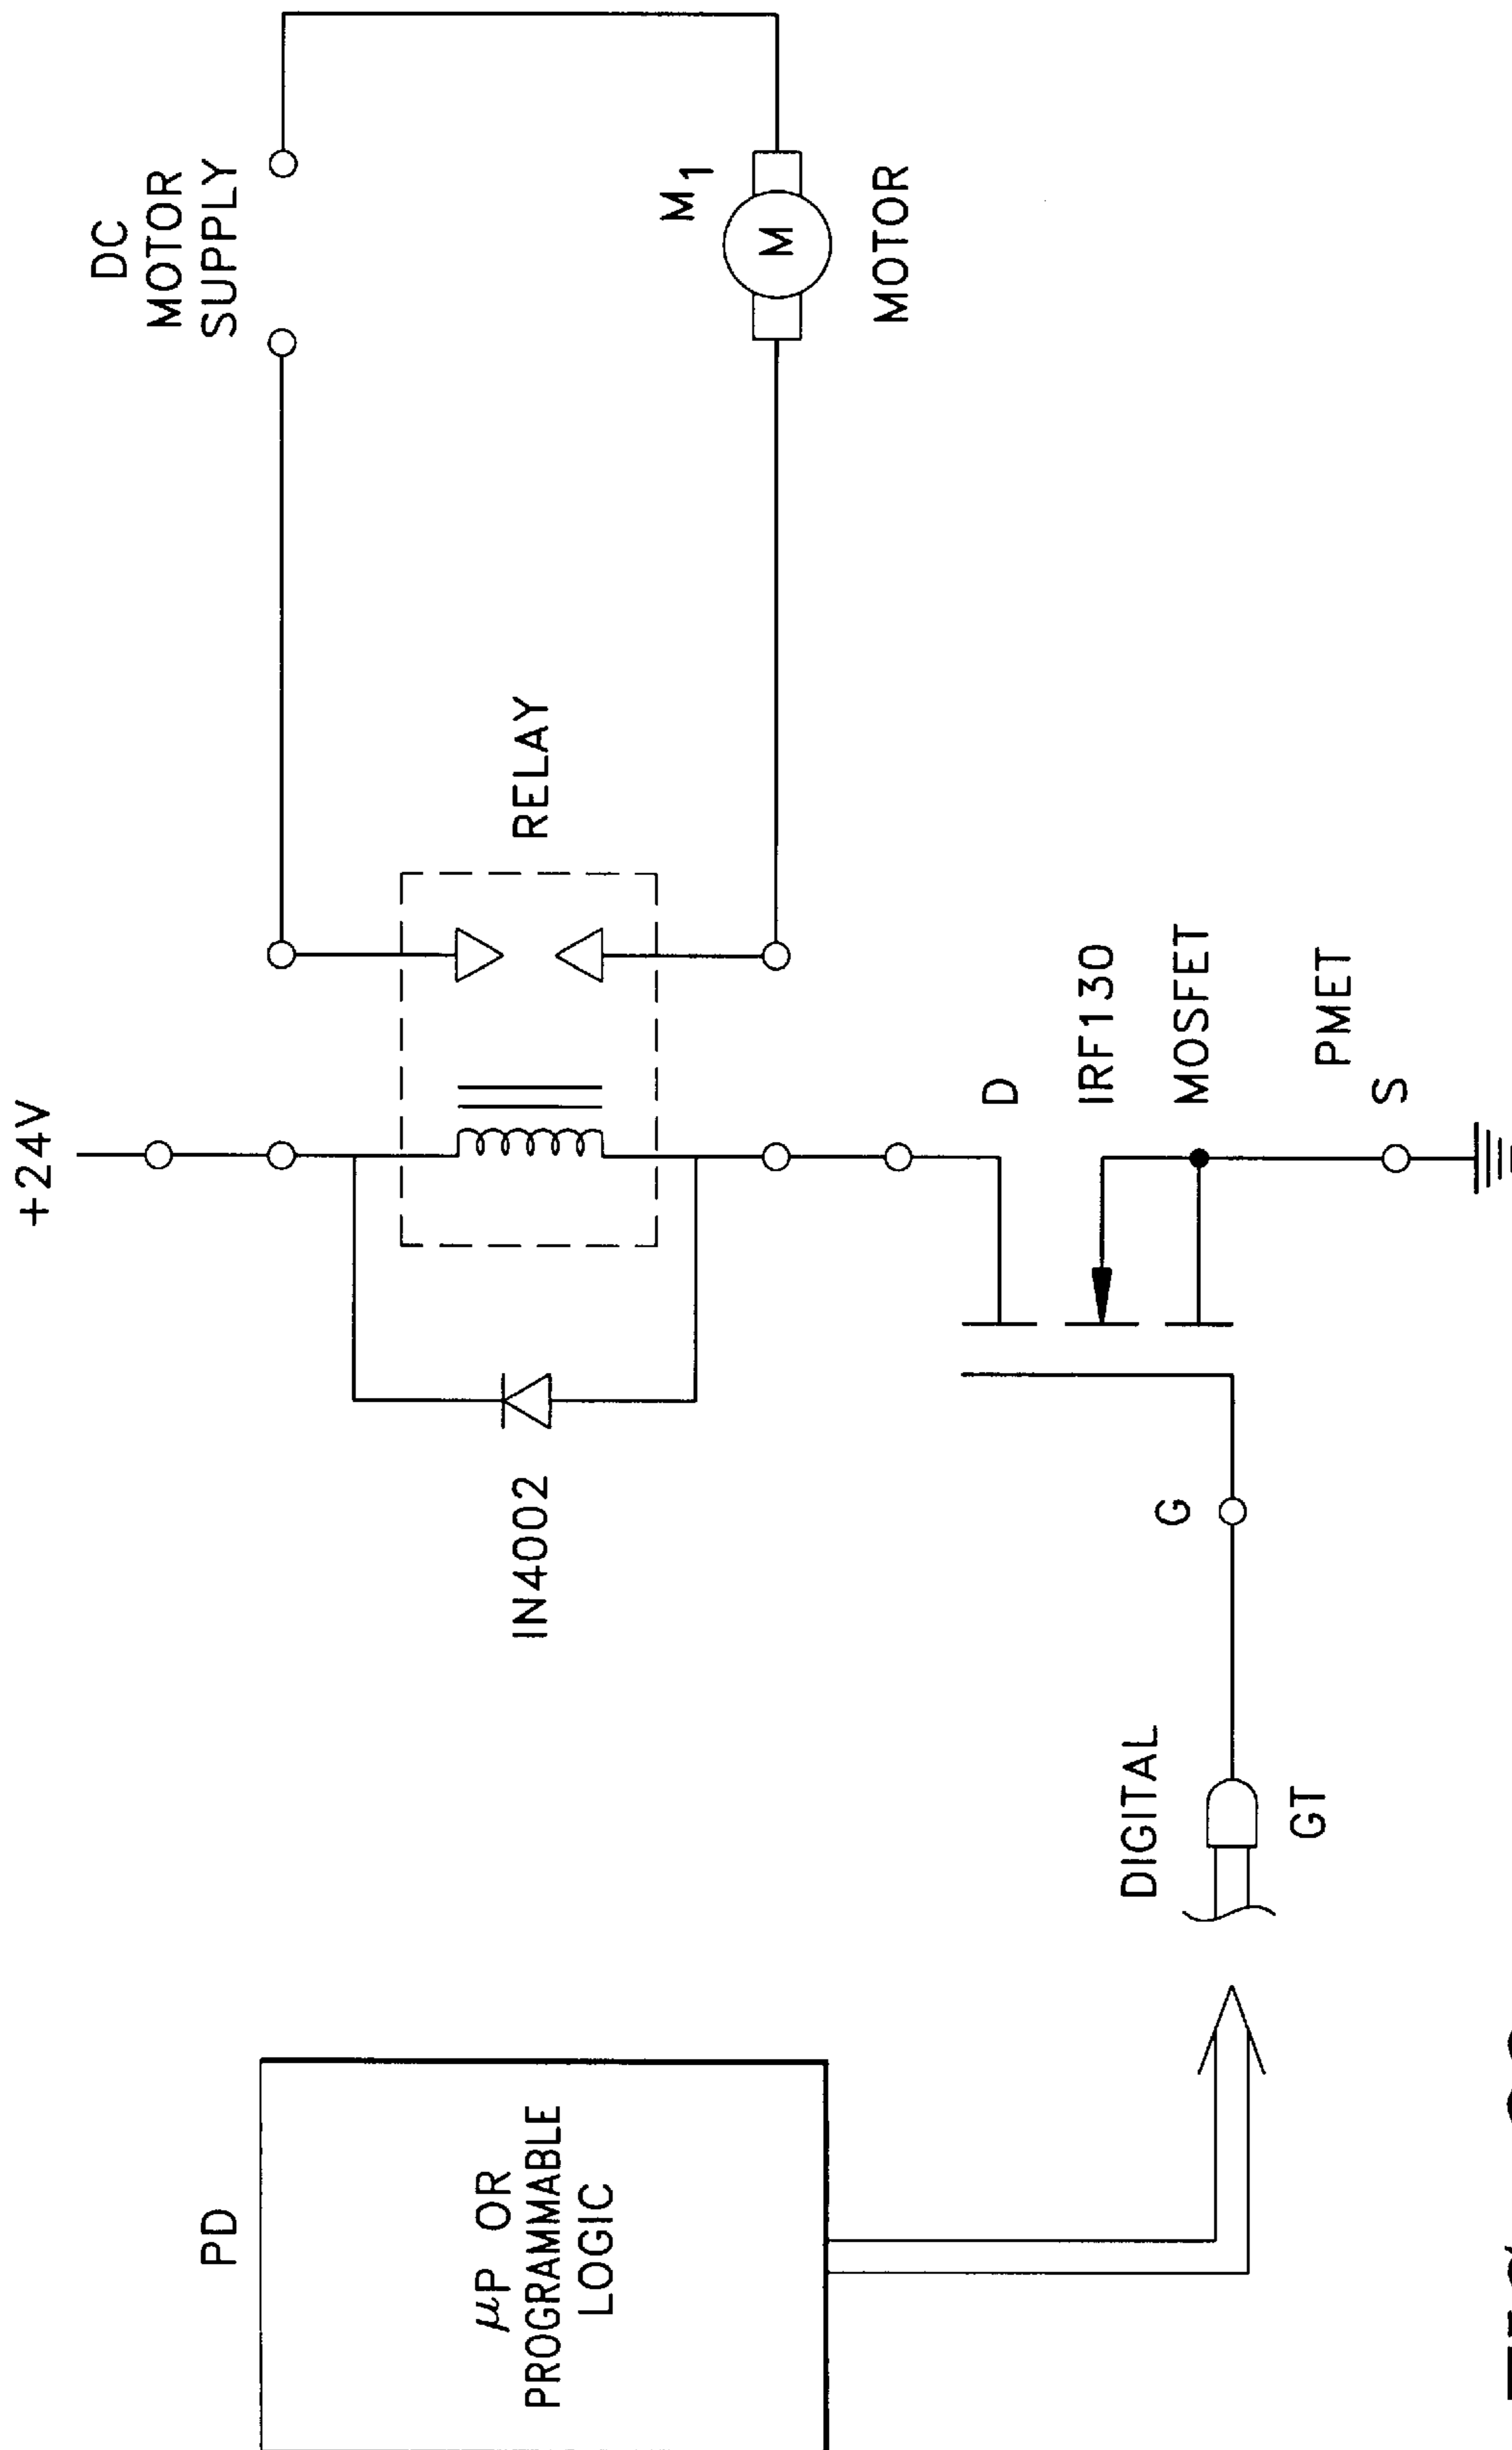 PD
μP OR
PROGRAMMABLE
LOGIC
DIGITAL
GT
G
IN4002
+24V
RELAY
D
IRF130
MOSFET
PMET
S
DC
MOTOR
SUPPLY
M1
M
MOTOR